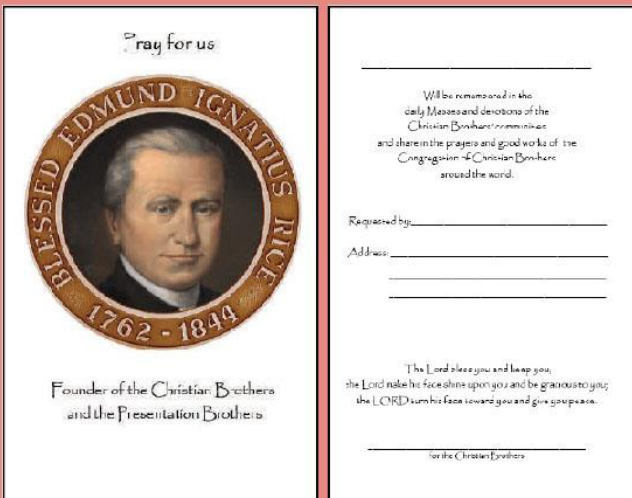 Pray for us
BLESSED EDMUND IGNATIUS RICE
1762 - 1844
Founder of the Christian Brothers
and the Presentation Brothers
Will be remembered in the
daily Masses and devotions of the
Christian Brothers' communities
and share in the prayers and good works of the
Congregation of Christian Brothers
around the world.
Requested by:
Address:
The Lord bless you and keep you,
the Lord make his face shine upon you and be gracious to you;
the LORD turn his face toward you and give you peace.
for the Christian Brothers